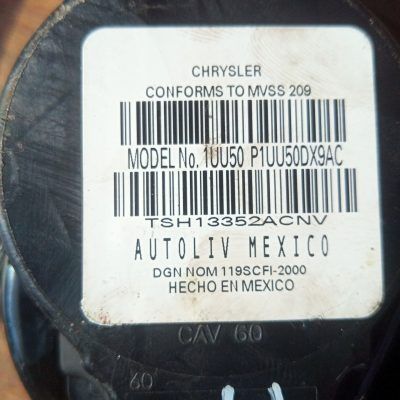 CHRYSLER
CONFORMS TO MVSS 209
MODEL No. 1UU50 P1UU50DX9AC
TSH13352ACNV
AUTOLIV MEXICO
DGN NOM 119SCFI-2000
HECHO EN MEXICO
CAV 60
60